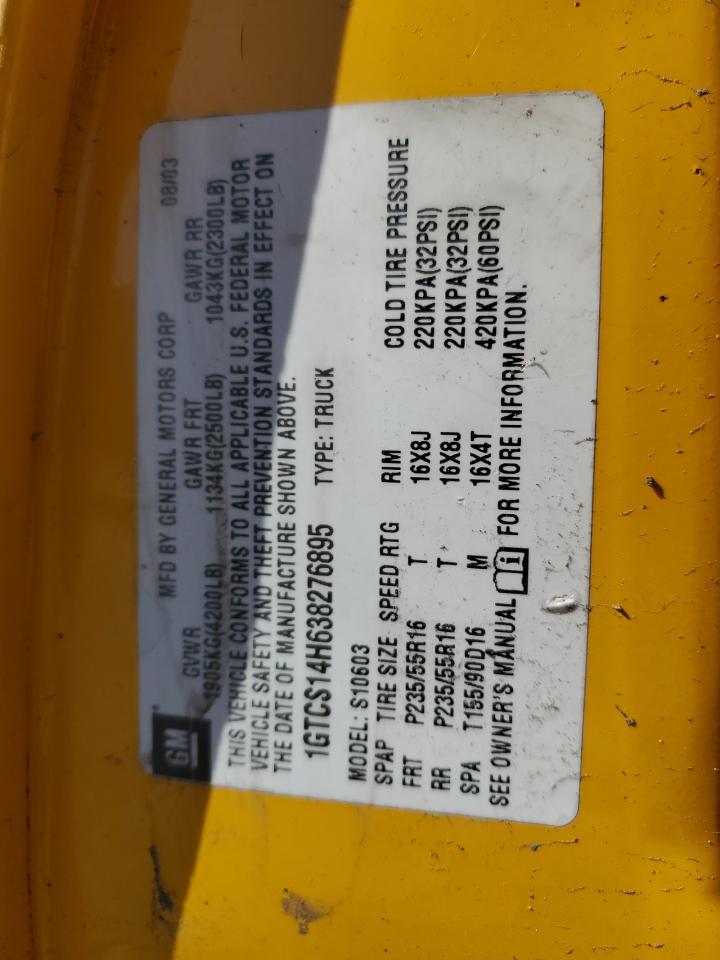 GM
MFD BY GENERAL MOTORS CORP 08/03
GVWR GAWR FRT GAWR RR
1905KG(4200LB) 1134KG(2500LB) 1043KG(2300LB)
THIS VEHICLE CONFORMS TO ALL APPLICABLE U.S. FEDERAL MOTOR
VEHICLE SAFETY AND THEFT PREVENTION STANDARDS IN EFFECT ON
THE DATE OF MANUFACTURE SHOWN ABOVE.
1GTCS14H638276895 TYPE: TRUCK
MODEL: S10603
SPAP TIRE SIZE SPEED RTG RIM COLD TIRE PRESSURE
FRT P235/55R16 T 16X8J 220KPA(32PSI)
RR P235/55R16 T 16X8J 220KPA(32PSI)
SPA T155/90D16 M 16X4T 420KPA(60PSI)
SEE OWNER'S MANUAL i FOR MORE INFORMATION.